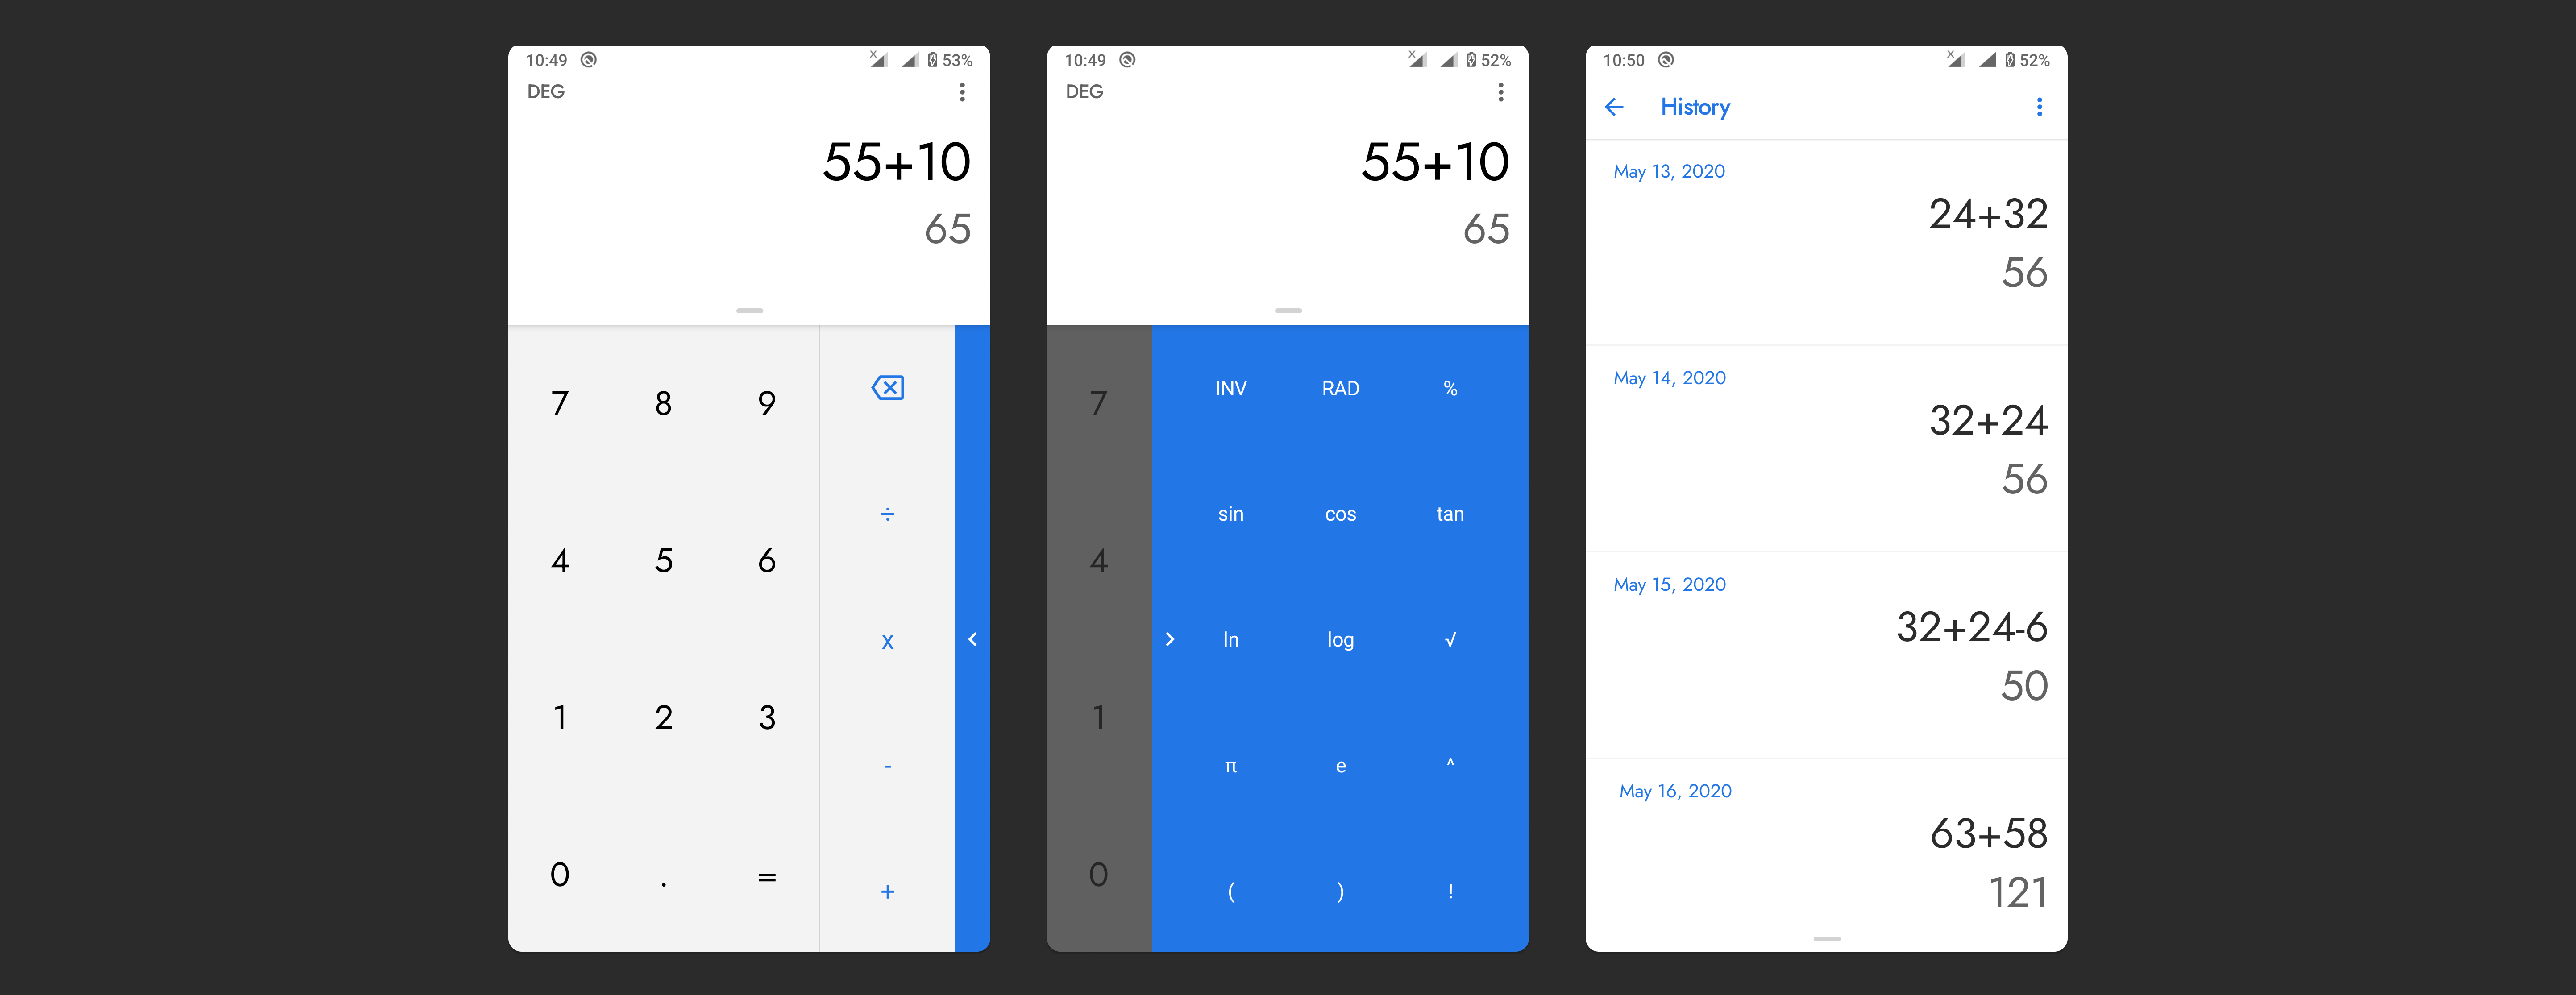 10:49 53%
DEG
55+10
65
7 8 9
÷
4 5 6
x
1 2 3
-
0 . =
+
10:49 52%
DEG
55+10
65
7 INV RAD %
4 sin cos tan
ln log √
1 π e ^
0 ( ) !
10:50 52%
History
May 13, 2020
24+32
56
May 14, 2020
32+24
56
May 15, 2020
32+24-6
50
May 16, 2020
63+58
121